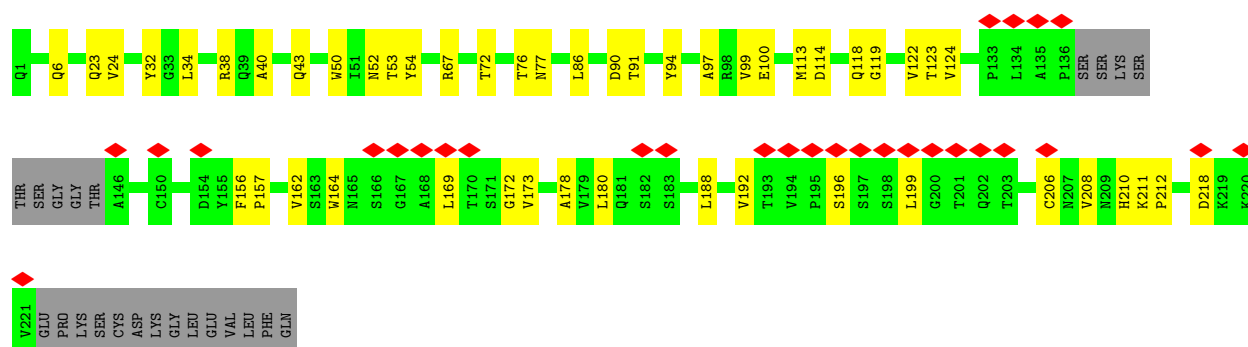 Q1 Q6 Q23 V24 Y32 G33 L34 R38 Q39 A40 Q43 W50 I51 N52 T53 Y54 R67 T72 T76 N77 L86 D90 T91 Y94 A97 R98 V99 E100 M113 D114 Q118 G119 V122 T123 V124 P133 L134 A135 P136 SER SER LYS SER
THR SER GLY GLY THR A146 C150 D154 Y155 F156 P157 V162 S163 W164 N165 S166 G167 A168 L169 T170 S171 G172 V173 A178 V179 L180 Q181 S182 S183 L188 V192 T193 V194 P195 S196 S197 S198 L199 G200 T201 Q202 T203 C206 N207 V208 N209 H210 K211 P212 D218 K219 K220
V221 GLU PRO LYS SER CYS ASP LYS GLY LEU GLU VAL LEU PHE GLN